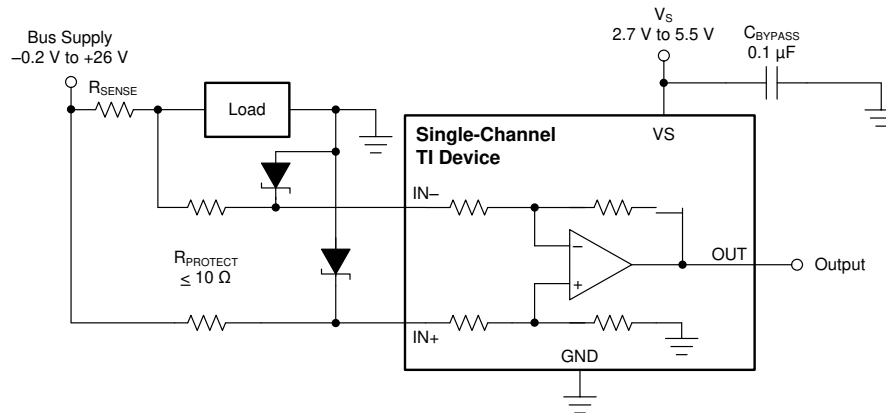 Bus Supply
–0.2 V to +26 V
RSENSE
Load
VS
2.7 V to 5.5 V
CBYPASS
0.1 µF
Single-Channel
TI Device
VS
IN–
RPROTECT
≤ 10 Ω
–
+
OUT
Output
IN+
GND